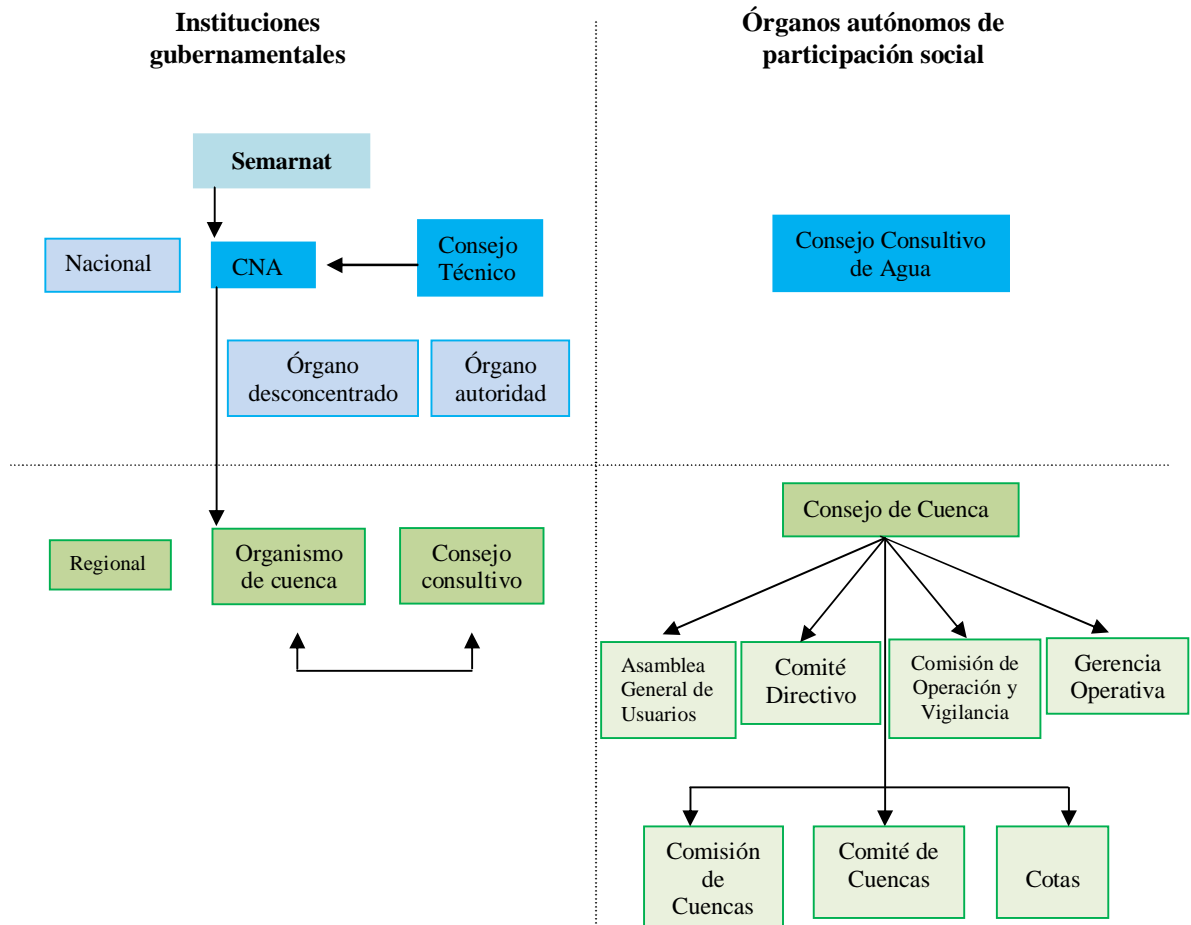 Instituciones
gubernamentales
Órganos autónomos de
participación social
Semarnat
Nacional
CNA
Consejo
Técnico
Consejo Consultivo
de Agua
Órgano
desconcentrado
Órgano
autoridad
Regional
Organismo
de cuenca
Consejo
consultivo
Consejo de Cuenca
Asamblea
General de
Usuarios
Comité
Directivo
Comisión de
Operación y
Vigilancia
Gerencia
Operativa
Comisión
de
Cuencas
Comité de
Cuencas
Cotas